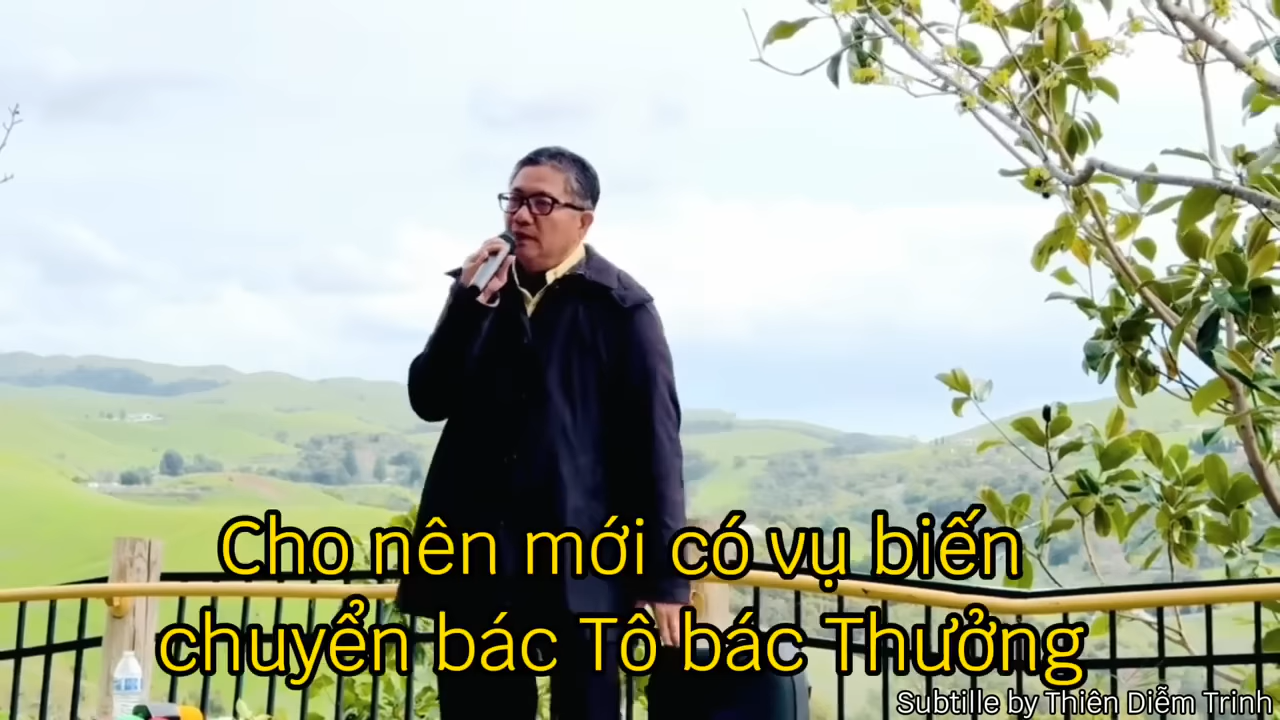 Cho nên mới có vụ biến
chuyển bác Tô bác Thưởng
Subtille by Thiên Diễm Trinh